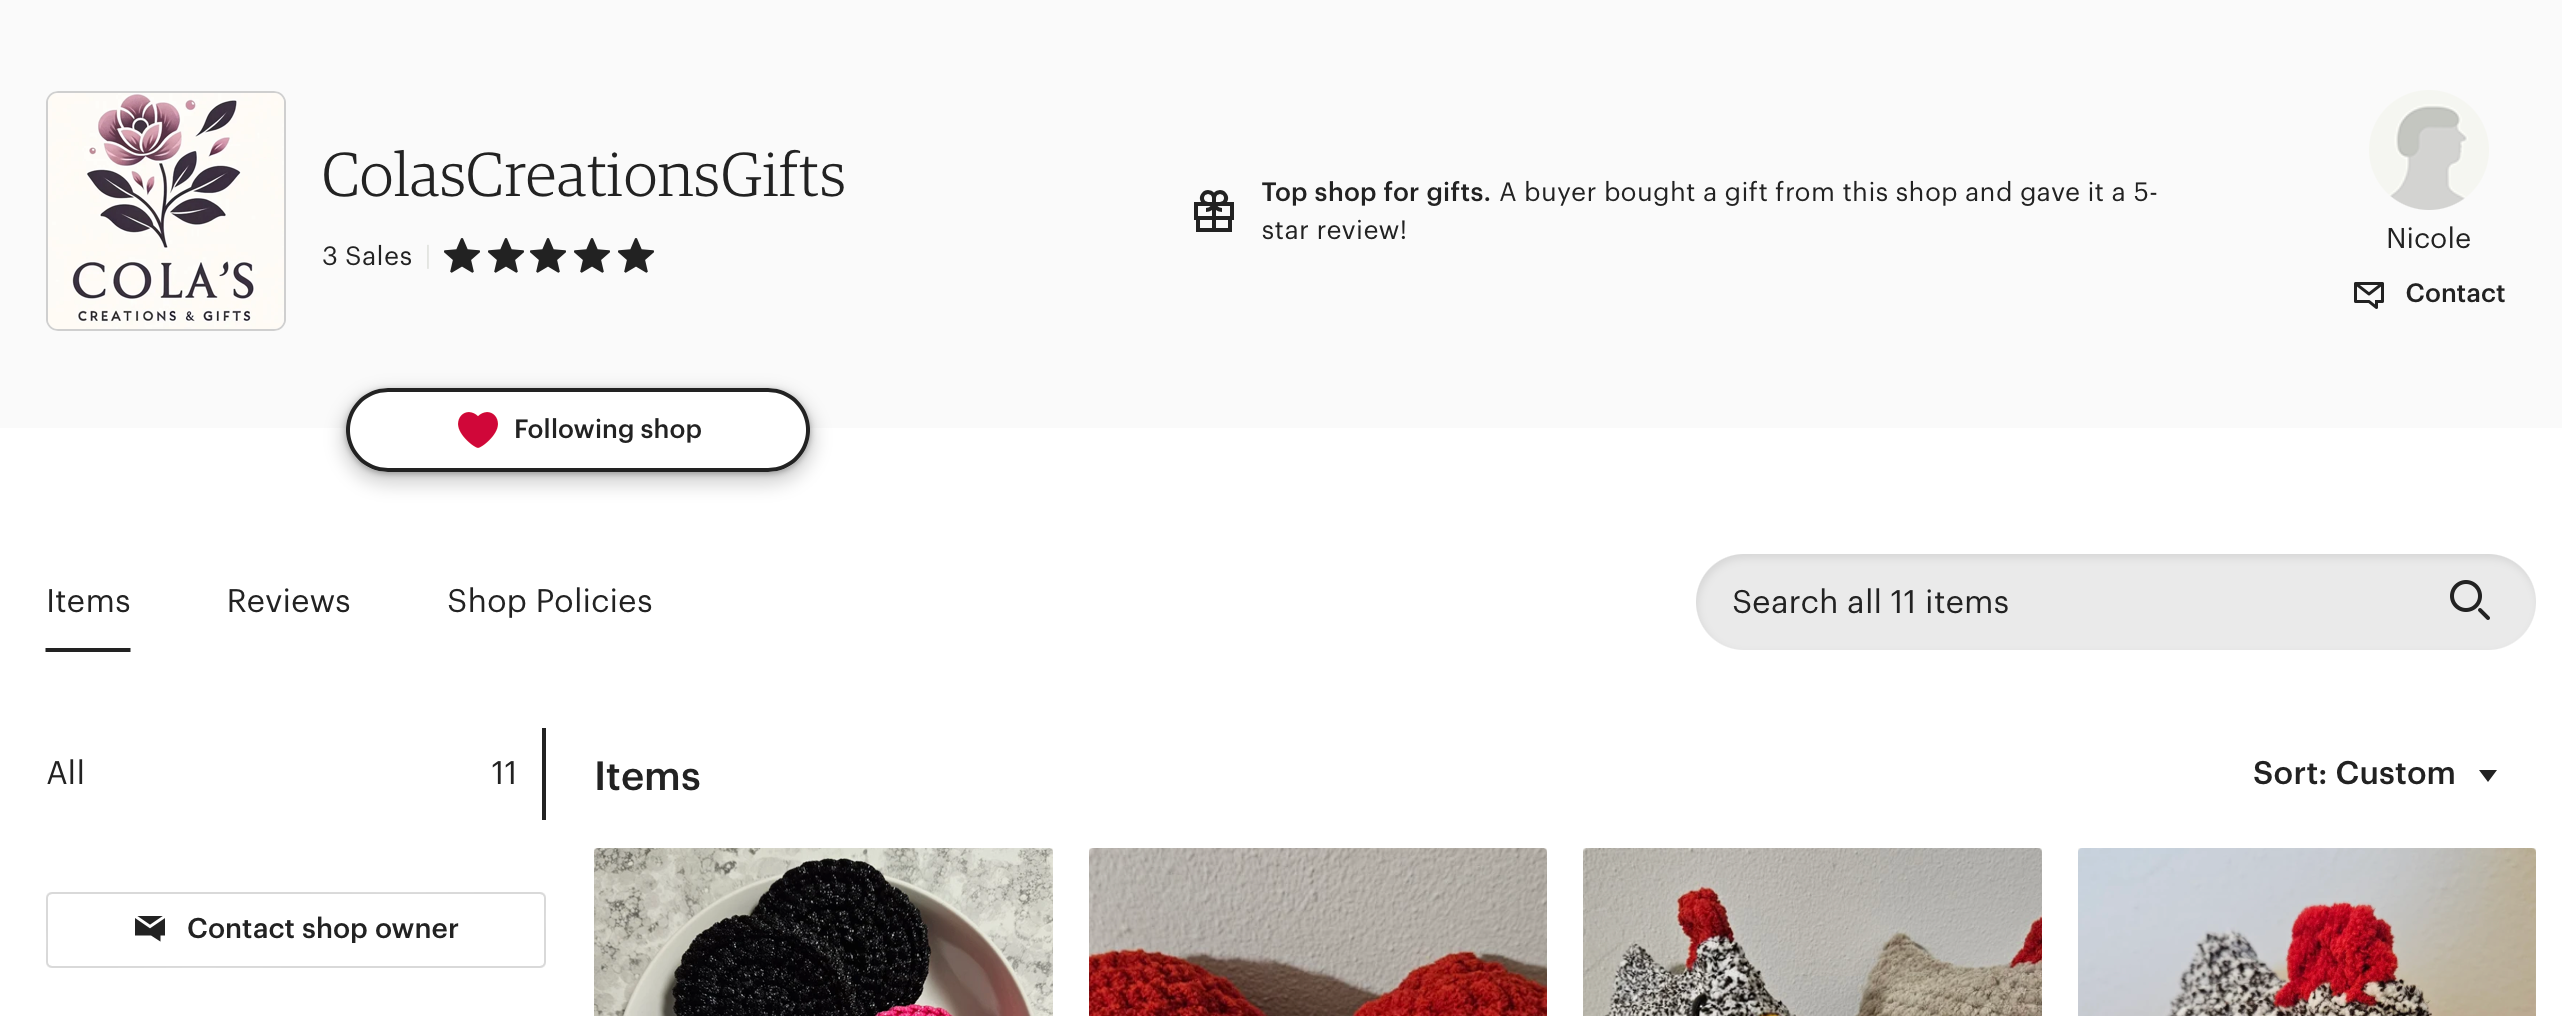 COLA'S
CREATIONS & GIFTS
ColasCreationsGifts
3 Sales
Top shop for gifts. A buyer bought a gift from this shop and gave it a 5-
star review!
Nicole
Contact
Following shop
Items
Reviews
Shop Policies
Search all 11 items
All
11
Items
Sort: Custom
Contact shop owner